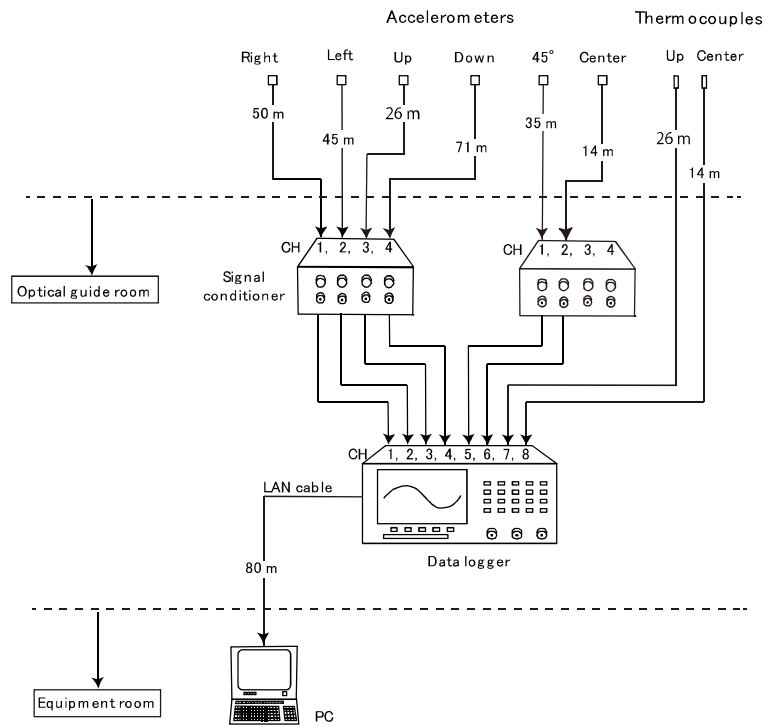 Accelerometers Thermocouples
Right Left Up Down 45° Center Up Center
50 m 45 m 26 m 71 m 35 m 14 m 26 m 14 m
CH 1, 2, 3, 4 CH 1, 2, 3, 4
Signal
conditioner
Optical guide room
CH 1, 2, 3, 4, 5, 6, 7, 8
LAN cable
Data logger
80 m
Equipment room
PC